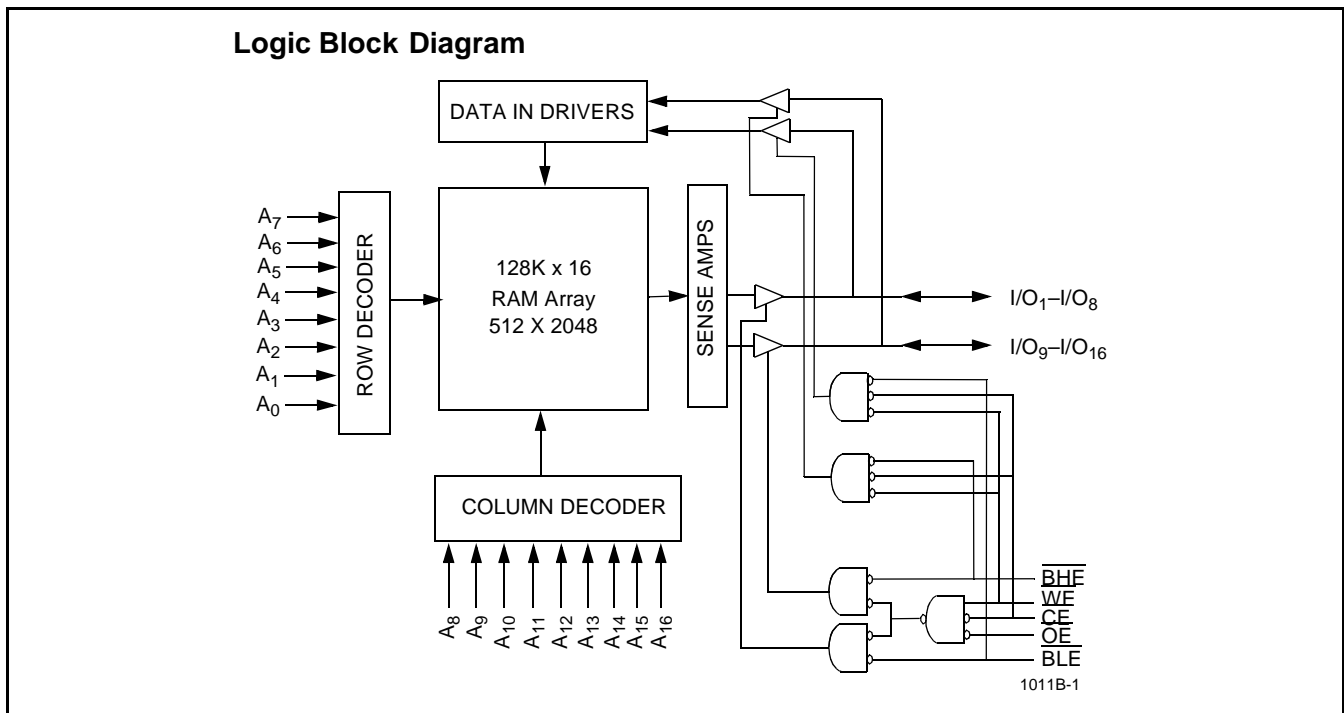 Logic Block Diagram
DATA IN DRIVERS
A7
A6
A5
A4
A3
A2
A1
A0
ROW DECODER
128K x 16
RAM Array
512 X 2048
SENSE AMPS
I/O1–I/O8
I/O9–I/O16
COLUMN DECODER
A8
A9
A10
A11
A12
A13
A14
A15
A16
BHE
WE
CE
OE
BLE
1011B-1